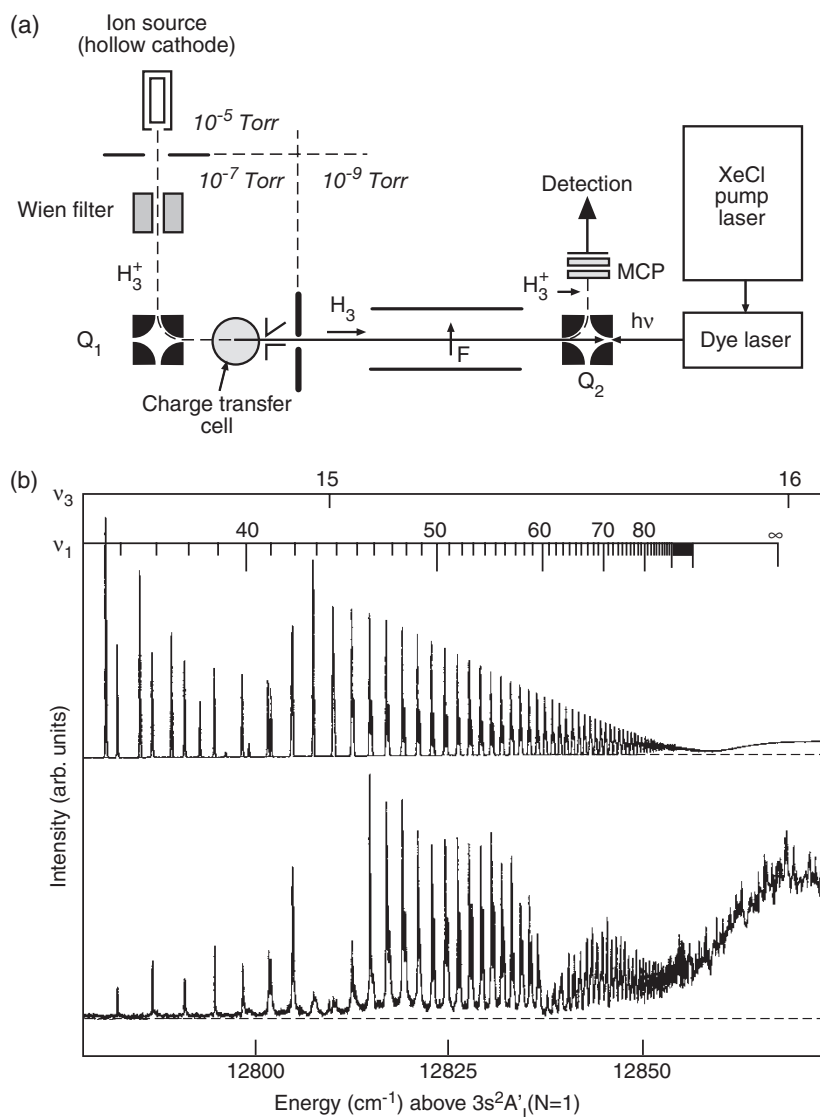 (a)
Ion source
(hollow cathode)
10⁻⁵ Torr
10⁻⁷ Torr
10⁻⁹ Torr
Wien filter
H₃⁺
Q₁
Charge transfer
cell
H₃
F
Detection
MCP
H₃⁺
Q₂
hν
XeCl
pump
laser
Dye laser
(b)
ν₃
15
16
ν₁
40
50
60
70
80
∞
Intensity (arb. units)
12800
12825
12850
Energy (cm⁻¹) above 3s²A'₁(N=1)